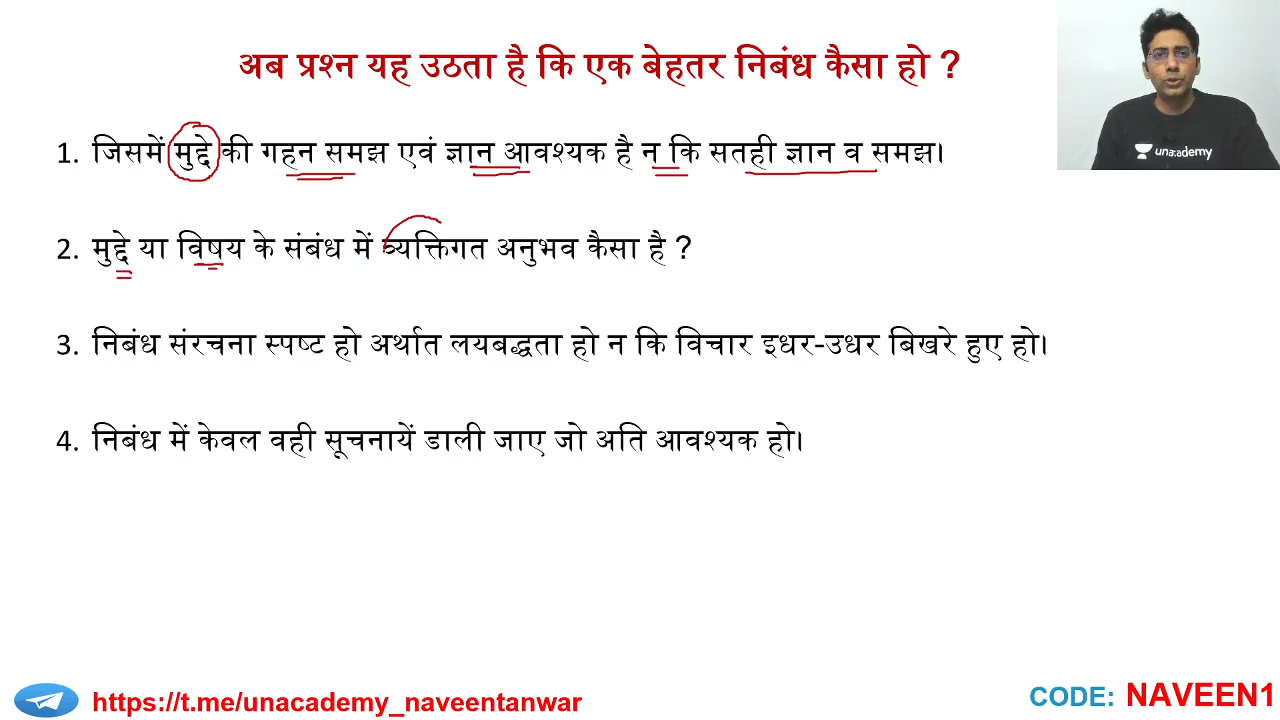 अब प्रश्न यह उठता है कि एक बेहतर निबंध कैसा हो ?
1. जिसमें मुद्दे की गहन समझ एवं ज्ञान आवश्यक है न कि सतही ज्ञान व समझ।
unacademy
2. मुद्दे या विषय के संबंध में व्यक्तिगत अनुभव कैसा है ?
3. निबंध संरचना स्पष्ट हो अर्थात लयबद्धता हो न कि विचार इधर-उधर बिखरे हुए हो।
4. निबंध में केवल वही सूचनायें डाली जाए जो अति आवश्यक हो।
https://t.me/unacademy_naveentanwar
CODE: NAVEEN1